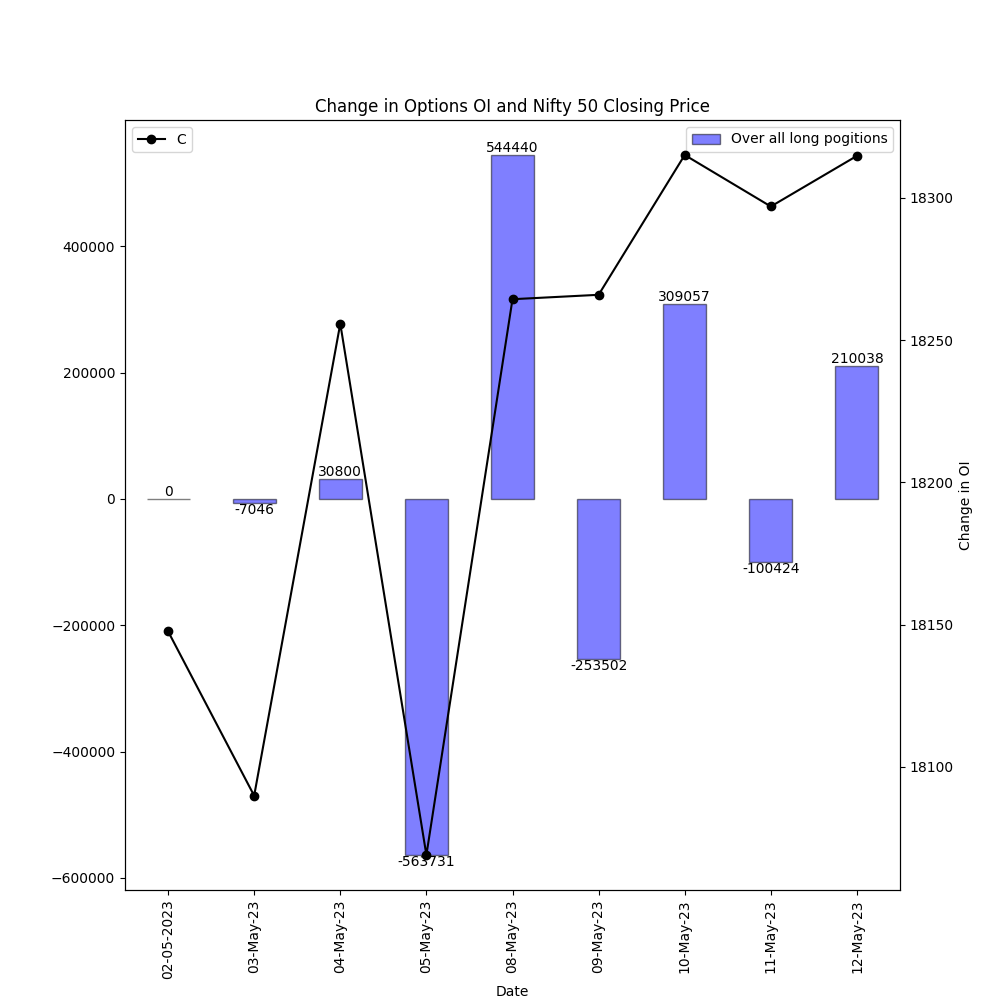 Change in Options OI and Nifty 50 Closing Price
C
Over all long pogitions
544440
309057
210038
30800
0
-7046
-100424
-253502
-563731
400000
200000
0
−200000
−400000
−600000
18300
18250
18200
18150
18100
Change in OI
02-05-2023
03-May-23
04-May-23
05-May-23
08-May-23
09-May-23
10-May-23
11-May-23
12-May-23
Date